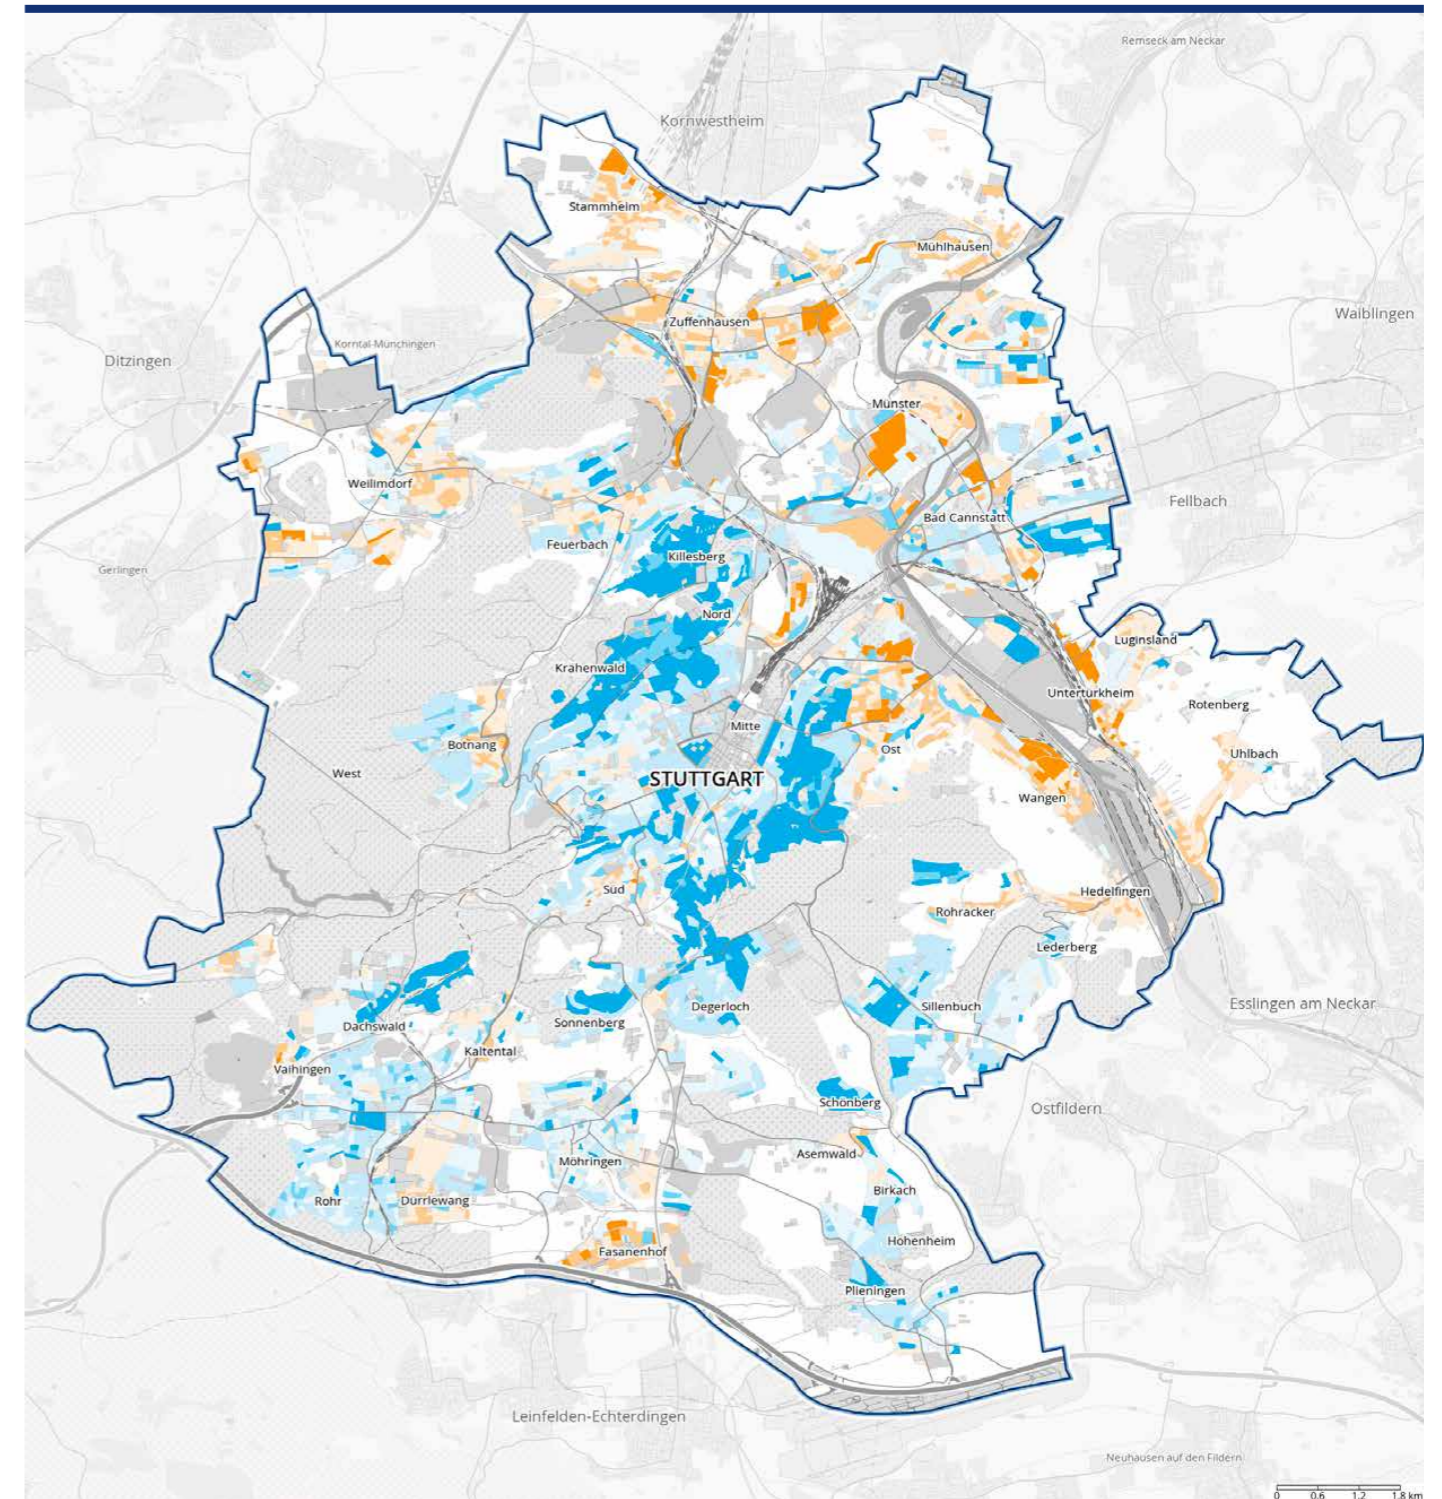 Remseck am Neckar
Kornwestheim
Stammheim
Mühlhausen
Waiblingen
Zuffenhausen
Korntal-Münchingen
Ditzingen
Münster
Weilimdorf
Fellbach
Bad Cannstatt
Feuerbach
Killesberg
Gerlingen
Nord
Luginsland
Krahenwald
Unterturkheim
Rotenberg
Mitte
Botnang
Ost
Uhlbach
West
STUTTGART
Wangen
Sud
Hedelfingen
Rohracker
Lederberg
Esslingen am Neckar
Degerloch
Sillenbuch
Dachswald
Sonnenberg
Kaltental
Vaihingen
Schönberg
Ostfildern
Asemwald
Möhringen
Birkach
Rohr
Durrlewang
Hohenheim
Fasanenhof
Plieningen
Leinfelden-Echterdingen
Neuhausen auf den Fildern
0 0.6 1.2 1.8 km